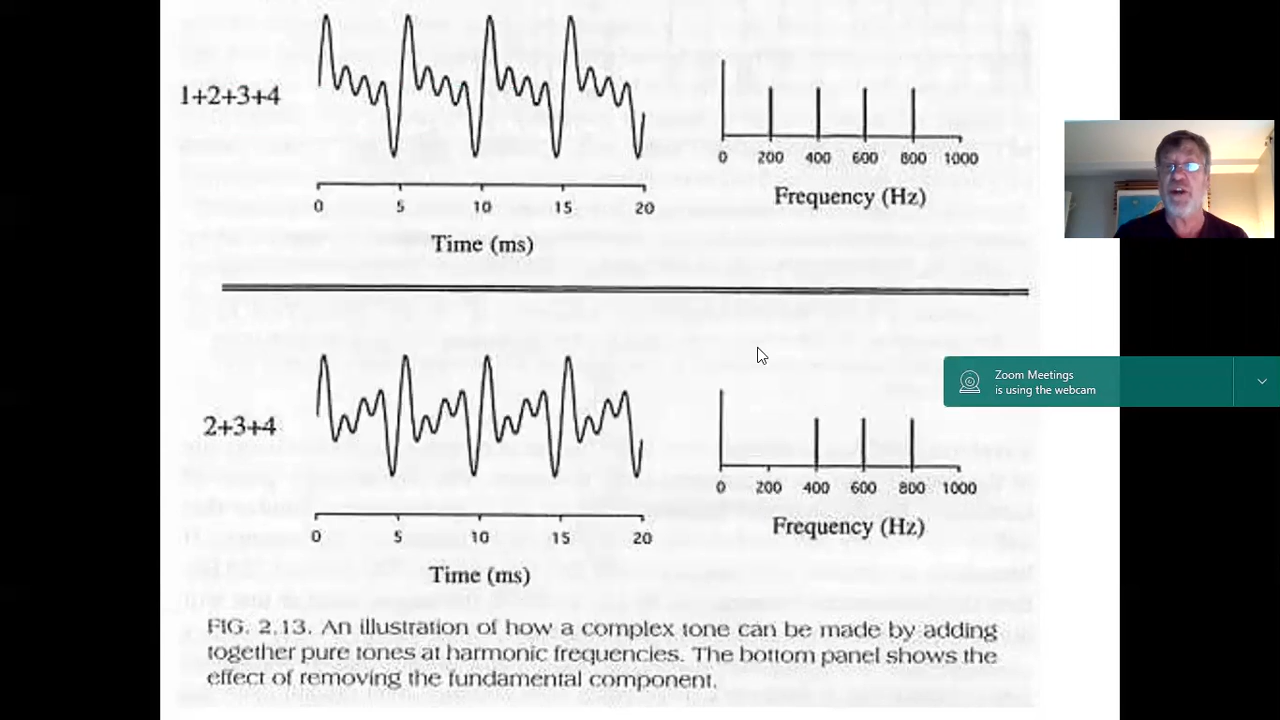 1+2+3+4
0 200 400 600 800 1000
Frequency (Hz)
0 5 10 15 20
Time (ms)
Zoom Meetings
is using the webcam
2+3+4
0 200 400 600 800 1000
Frequency (Hz)
0 5 10 15 20
Time (ms)
FIG. 2.13. An illustration of how a complex tone can be made by adding
together pure tones at harmonic frequencies. The bottom panel shows the
effect of removing the fundamental component.